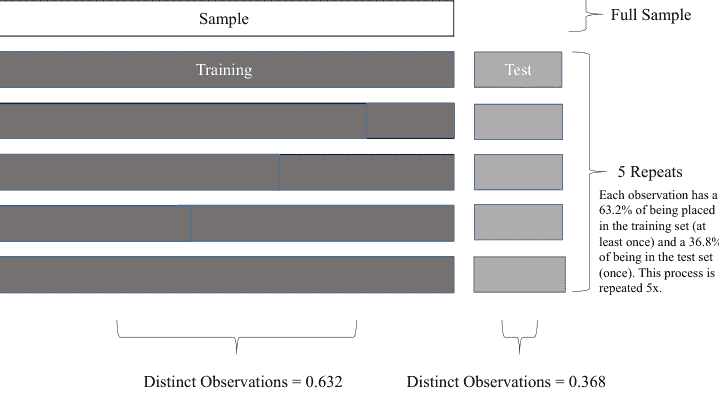 Sample
Full Sample
Training
Test
5 Repeats
Each observation has a
63.2% of being placed
in the training set (at
least once) and a 36.8%
of being in the test set
(once). This process is
repeated 5x.
Distinct Observations = 0.632
Distinct Observations = 0.368